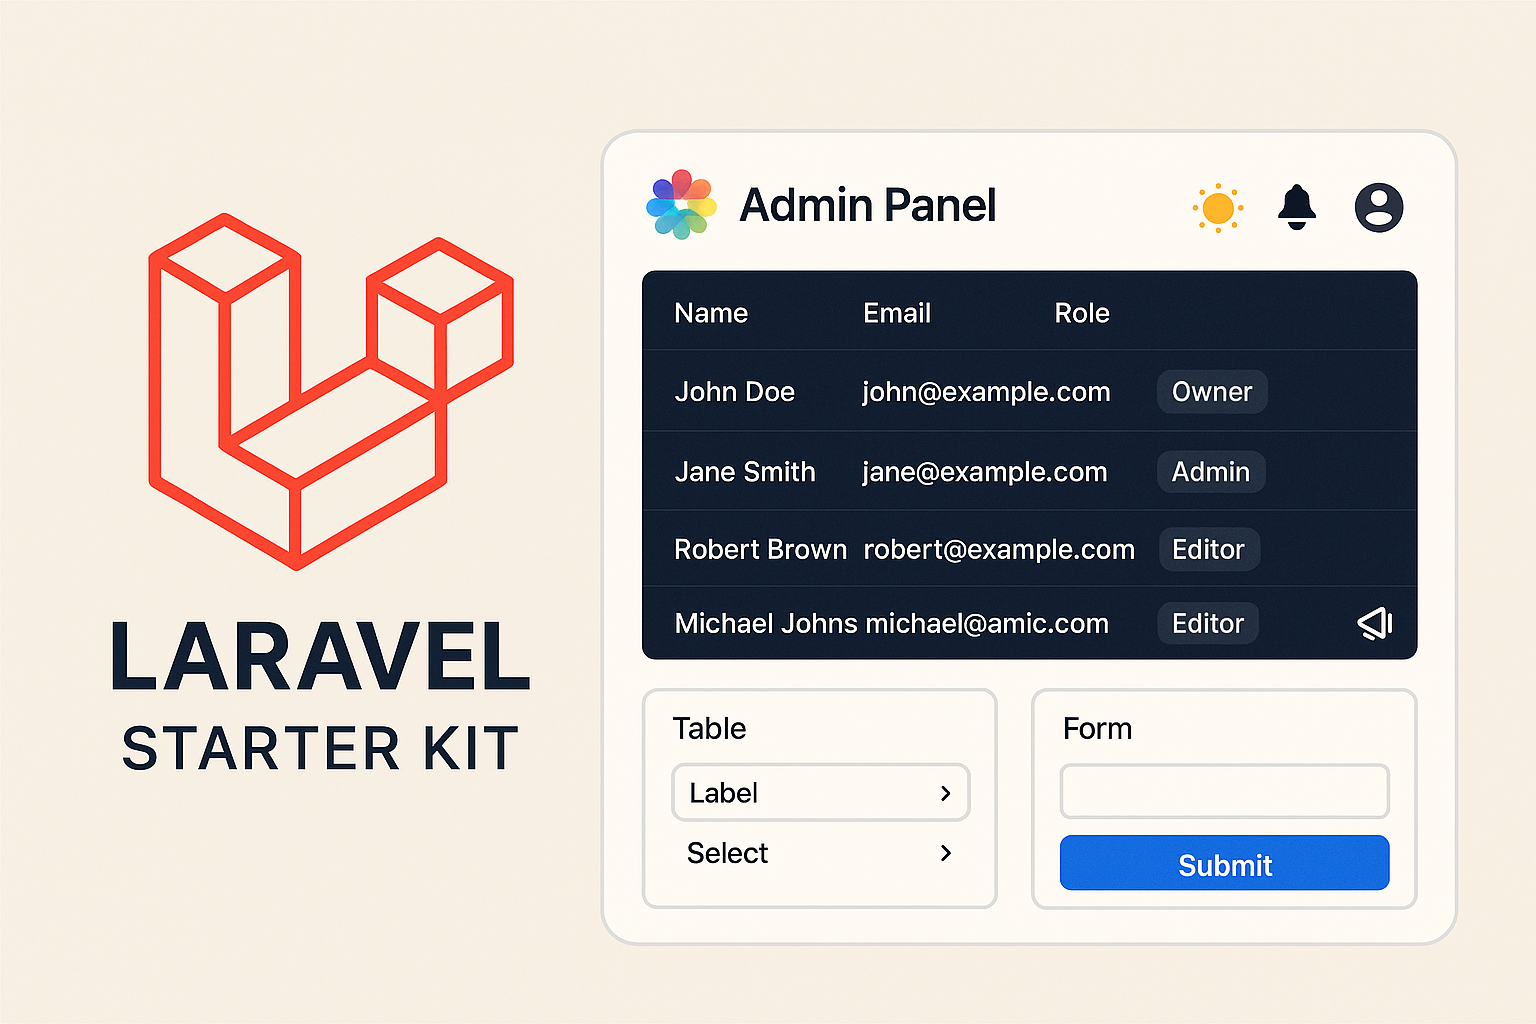 LARAVEL
STARTER KIT
Admin Panel
Name Email Role
John Doe john@example.com Owner
Jane Smith jane@example.com Admin
Robert Brown robert@example.com Editor
Michael Johns michael@amic.com Editor
Table
Label
Select
Form
Submit